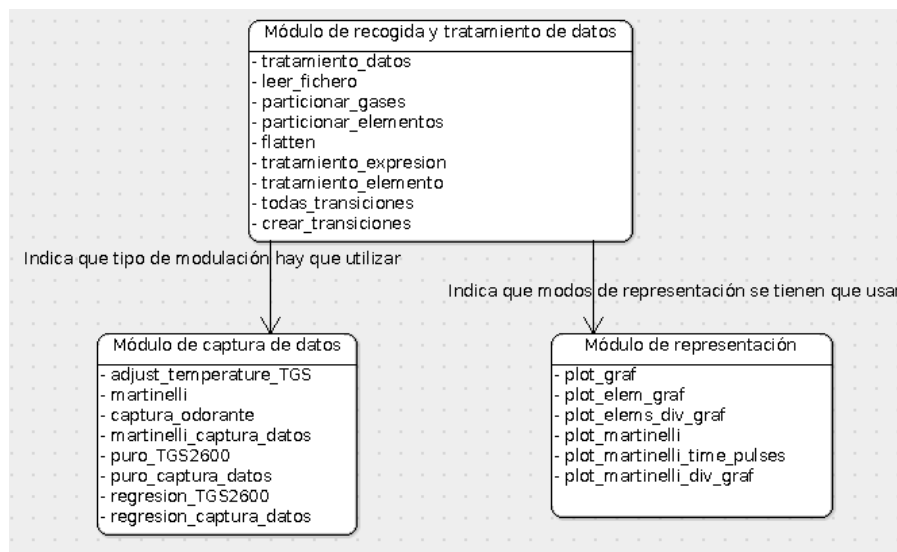 Módulo de recogida y tratamiento de datos
- tratamiento_datos
- leer_fichero
- particionar_gases
- particionar_elementos
- flatten
- tratamiento_expresion
- tratamiento_elemento
- todas_transiciones
- crear_transiciones
Indica que tipo de modulación hay que utilizar
Indica que modos de representación se tienen que usar
Módulo de captura de datos
- adjust_temperature_TGS
- martinelli
- captura_odorante
- martinelli_captura_datos
- puro_TGS2600
- puro_captura_datos
- regresion_TGS2600
- regresion_captura_datos
Módulo de representación
- plot_graf
- plot_elem_graf
- plot_elems_div_graf
- plot_martinelli
- plot_martinelli_time_pulses
- plot_martinelli_div_graf